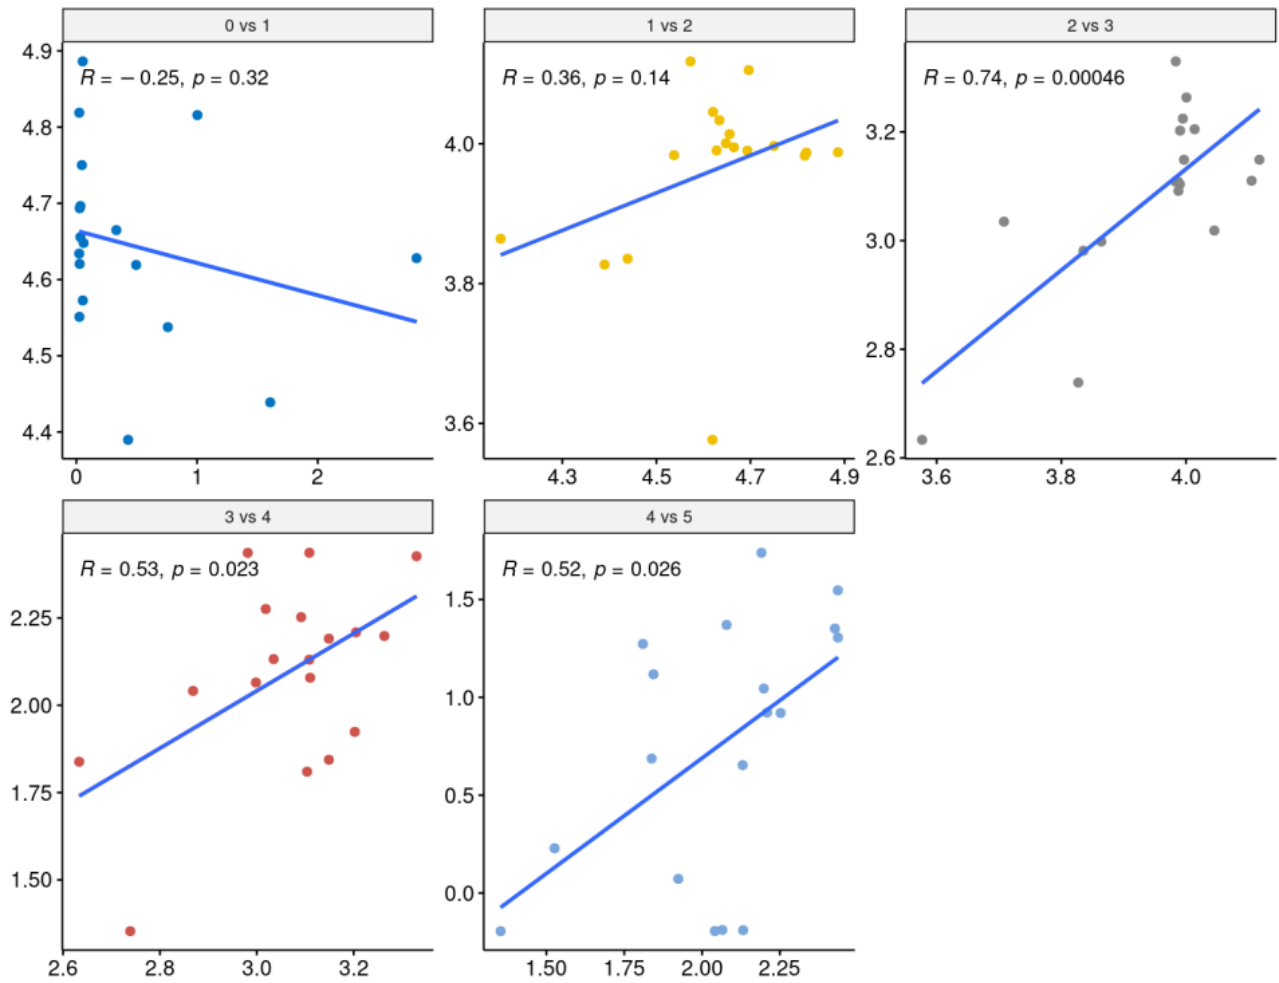 0 vs 1
1 vs 2
2 vs 3
R = − 0.25, p = 0.32
R = 0.36, p = 0.14
R = 0.74, p = 0.00046
4.9
4.8
4.7
4.6
4.5
4.4
0 1 2
4.0
3.8
3.6
4.3 4.5 4.7 4.9
3.2
3.0
2.8
2.6
3.6 3.8 4.0
3 vs 4
4 vs 5
R = 0.53, p = 0.023
R = 0.52, p = 0.026
2.25
2.00
1.75
1.50
2.6 2.8 3.0 3.2
1.5
1.0
0.5
0.0
1.50 1.75 2.00 2.25